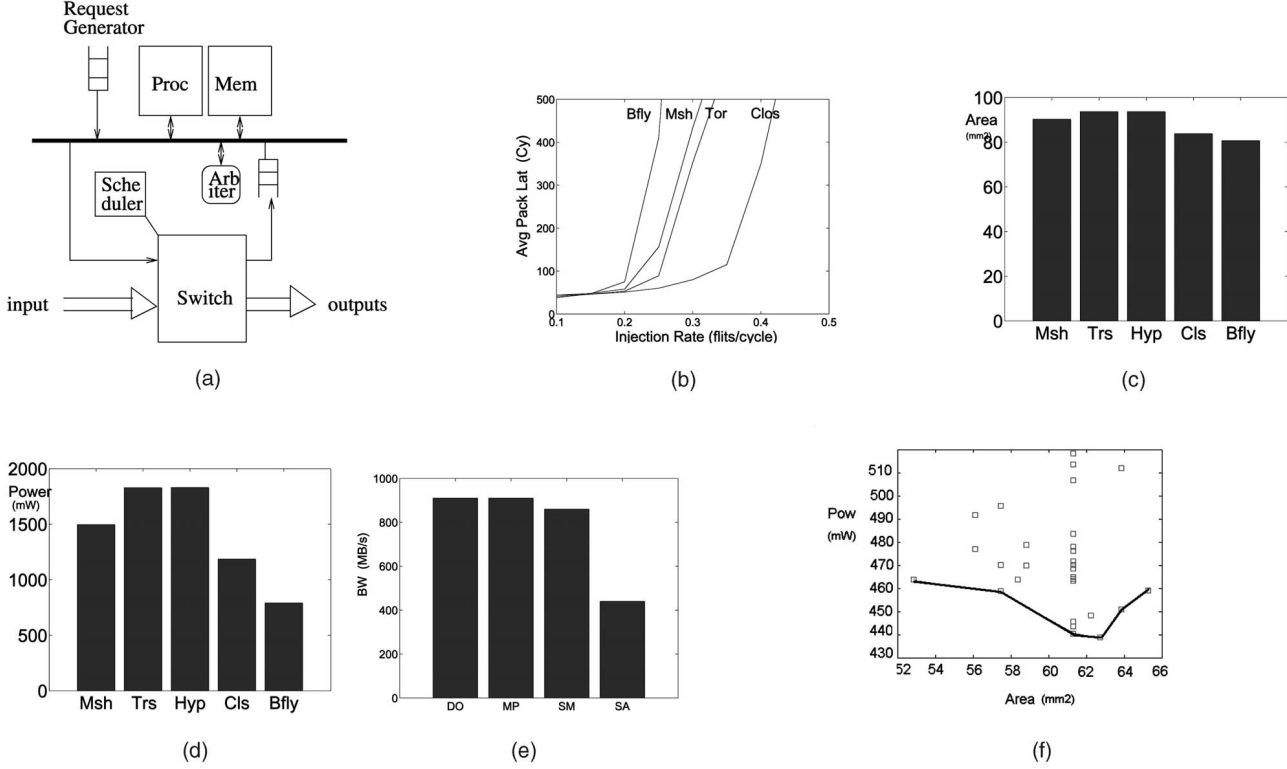 Request
Generator
Proc
Mem
Sche
duler
Arb
iter
Switch
input
outputs
(a)
500
400
300
200
100
0
Avg Pack Lat (Cy)
Bfly
Msh
Tor
Clos
0.1
0.2
0.3
0.4
0.5
Injection Rate (flits/cycle)
(b)
100
Area
(mm2)
80
60
40
20
0
Msh
Trs
Hyp
Cls
Bfly
(c)
2000
Power
(mW)
1500
1000
500
0
Msh
Trs
Hyp
Cls
Bfly
(d)
1000
800
600
400
200
0
BW (MB/s)
DO
MP
SM
SA
(e)
510
Pow
(mW)
500
490
480
470
460
450
440
430
52
54
56
58
60
62
64
66
Area (mm2)
(f)